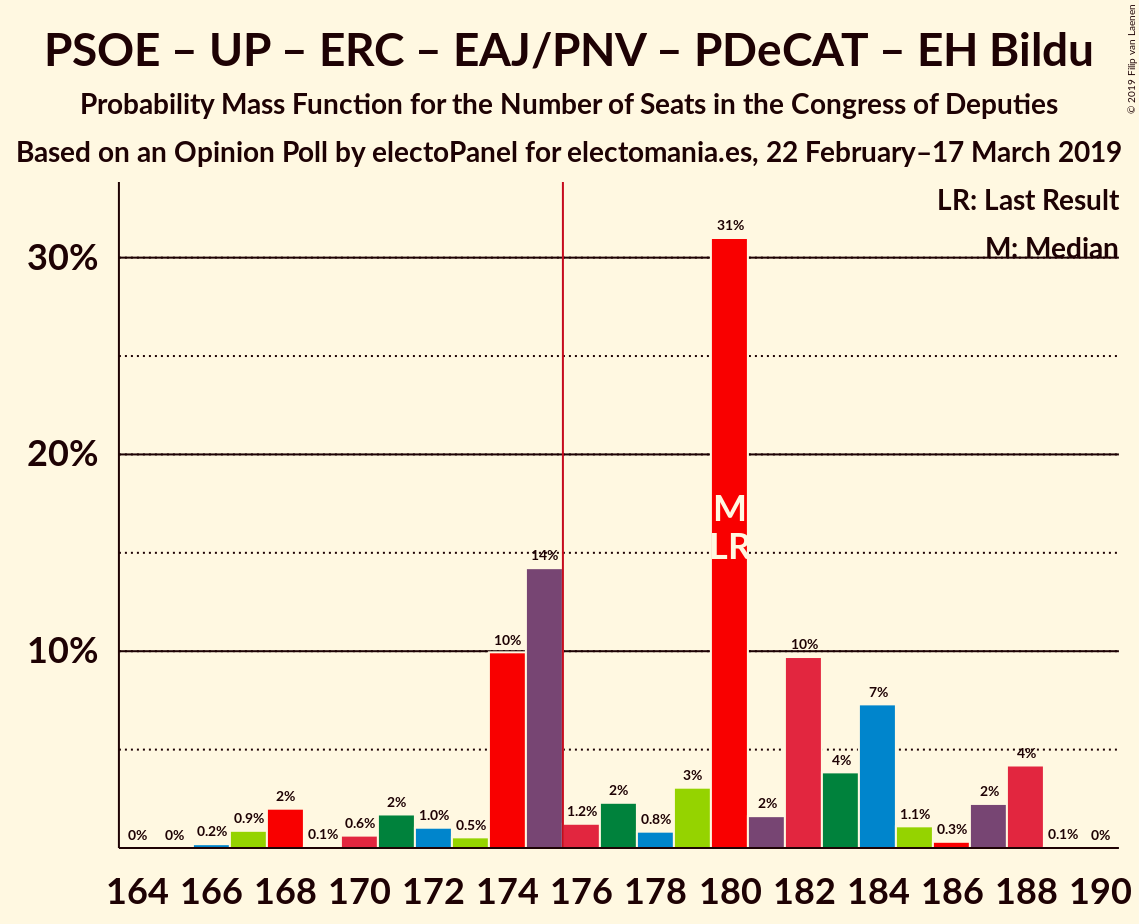 PSOE – UP – ERC – EAJ/PNV – PDeCAT – EH Bildu
Probability Mass Function for the Number of Seats in the Congress of Deputies
Based on an Opinion Poll by electoPanel for electomania.es, 22 February–17 March 2019
© 2019 Filip van Laenen
LR: Last Result
M: Median
30%
20%
10%
0% 0% 0.2% 0.9% 2% 0.1% 0.6% 2% 1.0% 0.5% 10% 14% 1.2% 2% 0.8% 3% 31% 2% 10% 4% 7% 1.1% 0.3% 2% 4% 0.1% 0%
M
LR
164 166 168 170 172 174 176 178 180 182 184 186 188 190